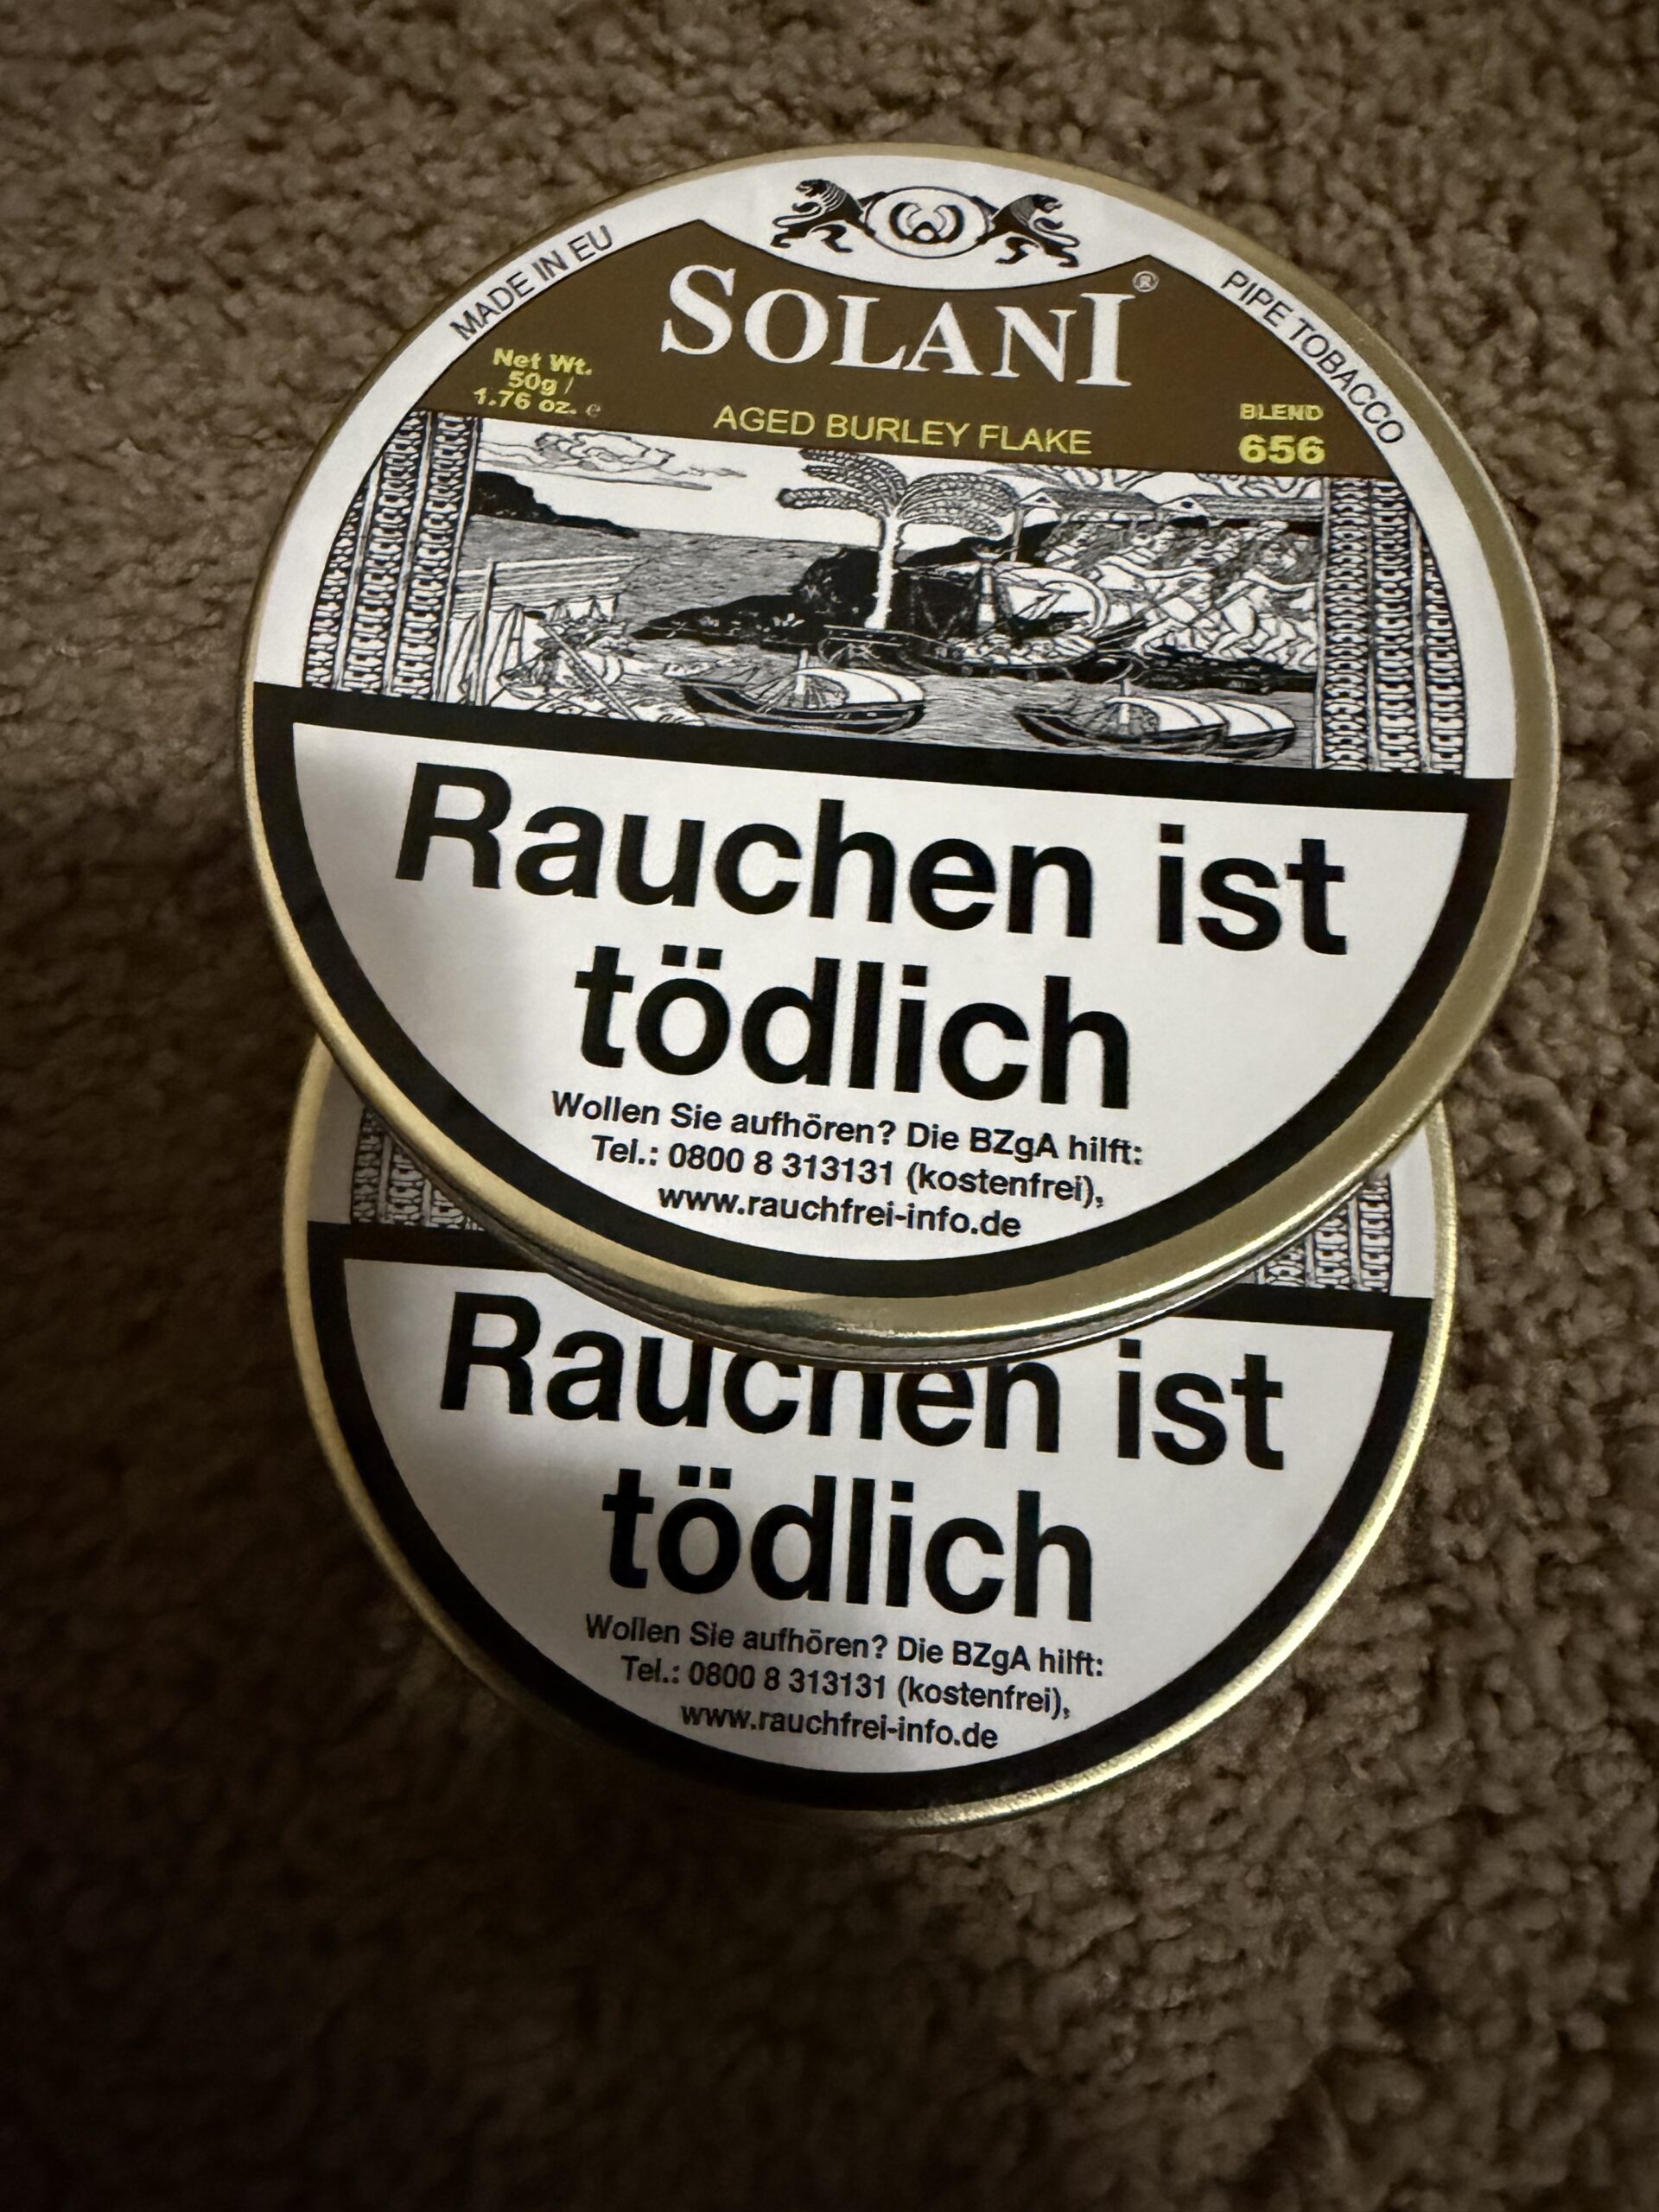 MADE IN EU
PIPE TOBACCO
SOLANI®
Net Wt.
50g /
1.76 oz. e
AGED BURLEY FLAKE
BLEND
656
Rauchen ist
tödlich
Wollen Sie aufhören? Die BZgA hilft:
Tel.: 0800 8 313131 (kostenfrei),
www.rauchfrei-info.de
Rauchen ist
tödlich
Wollen Sie aufhören? Die BZgA hilft:
Tel.: 0800 8 313131 (kostenfrei),
www.rauchfrei-info.de